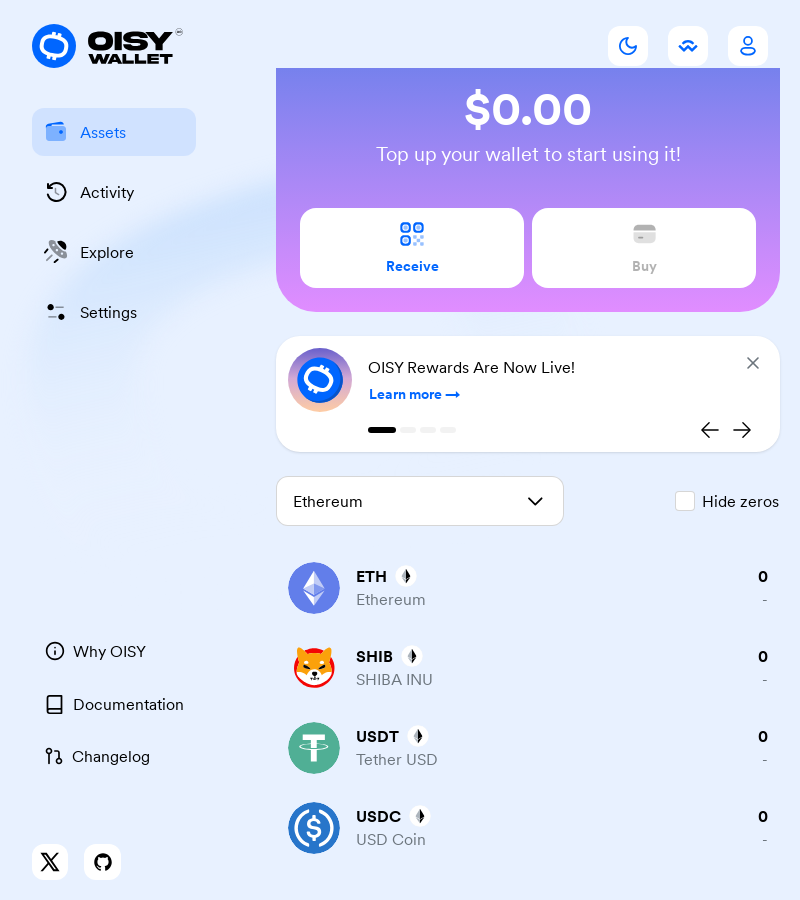 OISY
WALLET
Assets
Activity
Explore
Settings
Why OISY
Documentation
Changelog
$0.00
Top up your wallet to start using it!
Receive
Buy
OISY Rewards Are Now Live!
Learn more →
Ethereum
Hide zeros
ETH
0
Ethereum
-
SHIB
0
SHIBA INU
-
USDT
0
Tether USD
-
USDC
0
USD Coin
-